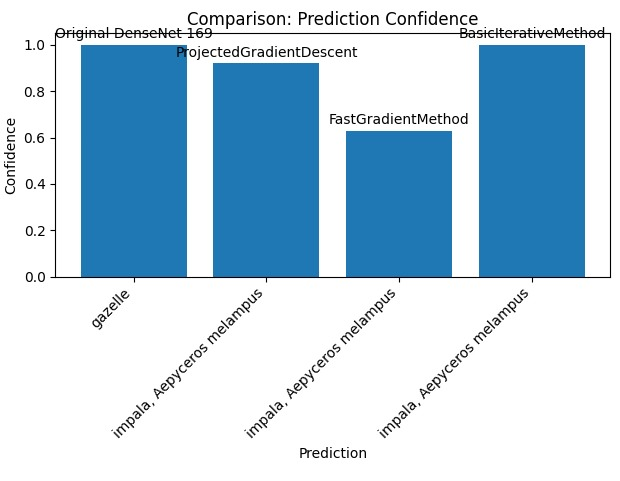 Comparison: Prediction Confidence
Original DenseNet 169
ProjectedGradientDescent
FastGradientMethod
BasicIterativeMethod
Confidence
1.0
0.8
0.6
0.4
0.2
0.0
gazelle
impala, Aepyceros melampus
impala, Aepyceros melampus
impala, Aepyceros melampus
Prediction